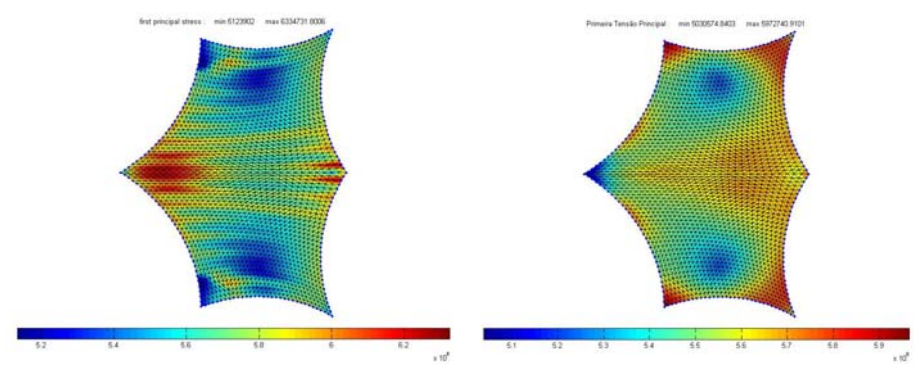 first principal stress : min 5123902 max 6334731.8006
Primeira Tensão Principal : min 5030574.8403 max 5972740.9101
5.2 5.4 5.6 5.8 6 6.2
x 10⁶
5.1 5.2 5.3 5.4 5.5 5.6 5.7 5.8 5.9
x 10⁶